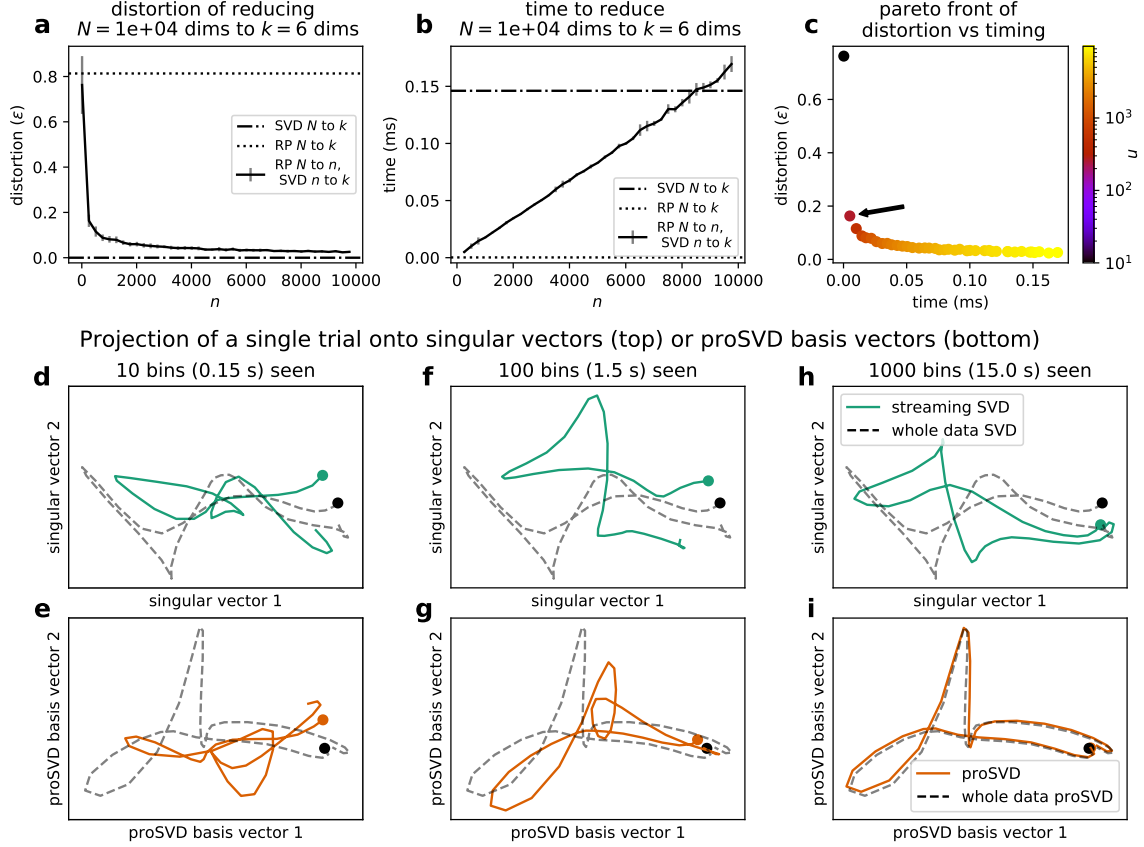 a
distortion of reducing
N = 1e+04 dims to k = 6 dims
distortion (ε)
0.8
0.6
0.4
0.2
0.0
SVD N to k
RP N to k
RP N to n,
SVD n to k
0
2000
4000
6000
8000
10000
n
b
time to reduce
N = 1e+04 dims to k = 6 dims
time (ms)
0.15
0.10
0.05
0.00
SVD N to k
RP N to k
RP N to n,
SVD n to k
0
2000
4000
6000
8000
10000
n
c
pareto front of
distortion vs timing
distortion (ε)
0.6
0.4
0.2
0.0
0.00
0.05
0.10
0.15
time (ms)
10³
10²
10¹
n
Projection of a single trial onto singular vectors (top) or proSVD basis vectors (bottom)
d
10 bins (0.15 s) seen
singular vector 2
singular vector 1
f
100 bins (1.5 s) seen
singular vector 2
singular vector 1
h
1000 bins (15.0 s) seen
streaming SVD
whole data SVD
singular vector 2
singular vector 1
e
proSVD basis vector 2
proSVD basis vector 1
g
proSVD basis vector 2
proSVD basis vector 1
i
proSVD basis vector 2
proSVD
whole data proSVD
proSVD basis vector 1